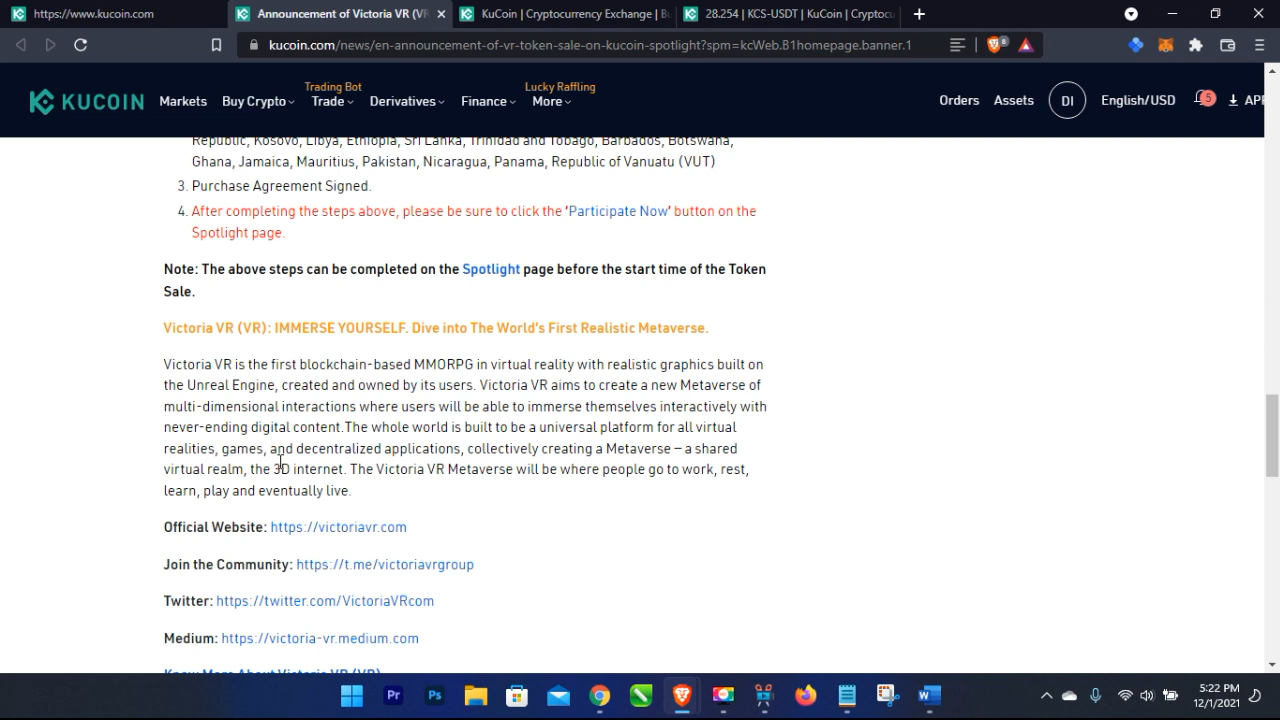 https://www.kucoin.com
Announcement of Victoria VR (VR
KuCoin | Cryptocurrency Exchange | Bu
28.254 | KCS-USDT | KuCoin | Cryptocu
kucoin.com/news/en-announcement-of-vr-token-sale-on-kucoin-spotlight?spm=kcWeb.B1homepage.banner.1
8
KUCOIN
Markets
Buy Crypto
Trading Bot
Trade
Derivatives
Finance
Lucky Raffling
More
Orders
Assets
DI
English/USD
5
AP
Republic, Kosovo, Libya, Ethiopia, Sri Lanka, Trinidad and Tobago, Barbados, Botswana,
Ghana, Jamaica, Mauritius, Pakistan, Nicaragua, Panama, Republic of Vanuatu (VUT)
3. Purchase Agreement Signed.
4. After completing the steps above, please be sure to click the ‘Participate Now’ button on the
Spotlight page.
Note: The above steps can be completed on the Spotlight page before the start time of the Token
Sale.
Victoria VR (VR): IMMERSE YOURSELF. Dive into The World’s First Realistic Metaverse.
Victoria VR is the first blockchain-based MMORPG in virtual reality with realistic graphics built on
the Unreal Engine, created and owned by its users. Victoria VR aims to create a new Metaverse of
multi-dimensional interactions where users will be able to immerse themselves interactively with
never-ending digital content.The whole world is built to be a universal platform for all virtual
realities, games, and decentralized applications, collectively creating a Metaverse – a shared
virtual realm, the 3D internet. The Victoria VR Metaverse will be where people go to work, rest,
learn, play and eventually live.
Official Website: https://victoriavr.com
Join the Community: https://t.me/victoriavrgroup
Twitter: https://twitter.com/VictoriaVRcom
Medium: https://victoria-vr.medium.com
Know More About Victoria VR (VR)
Pr
Ps
W
5:22 PM
12/1/2021